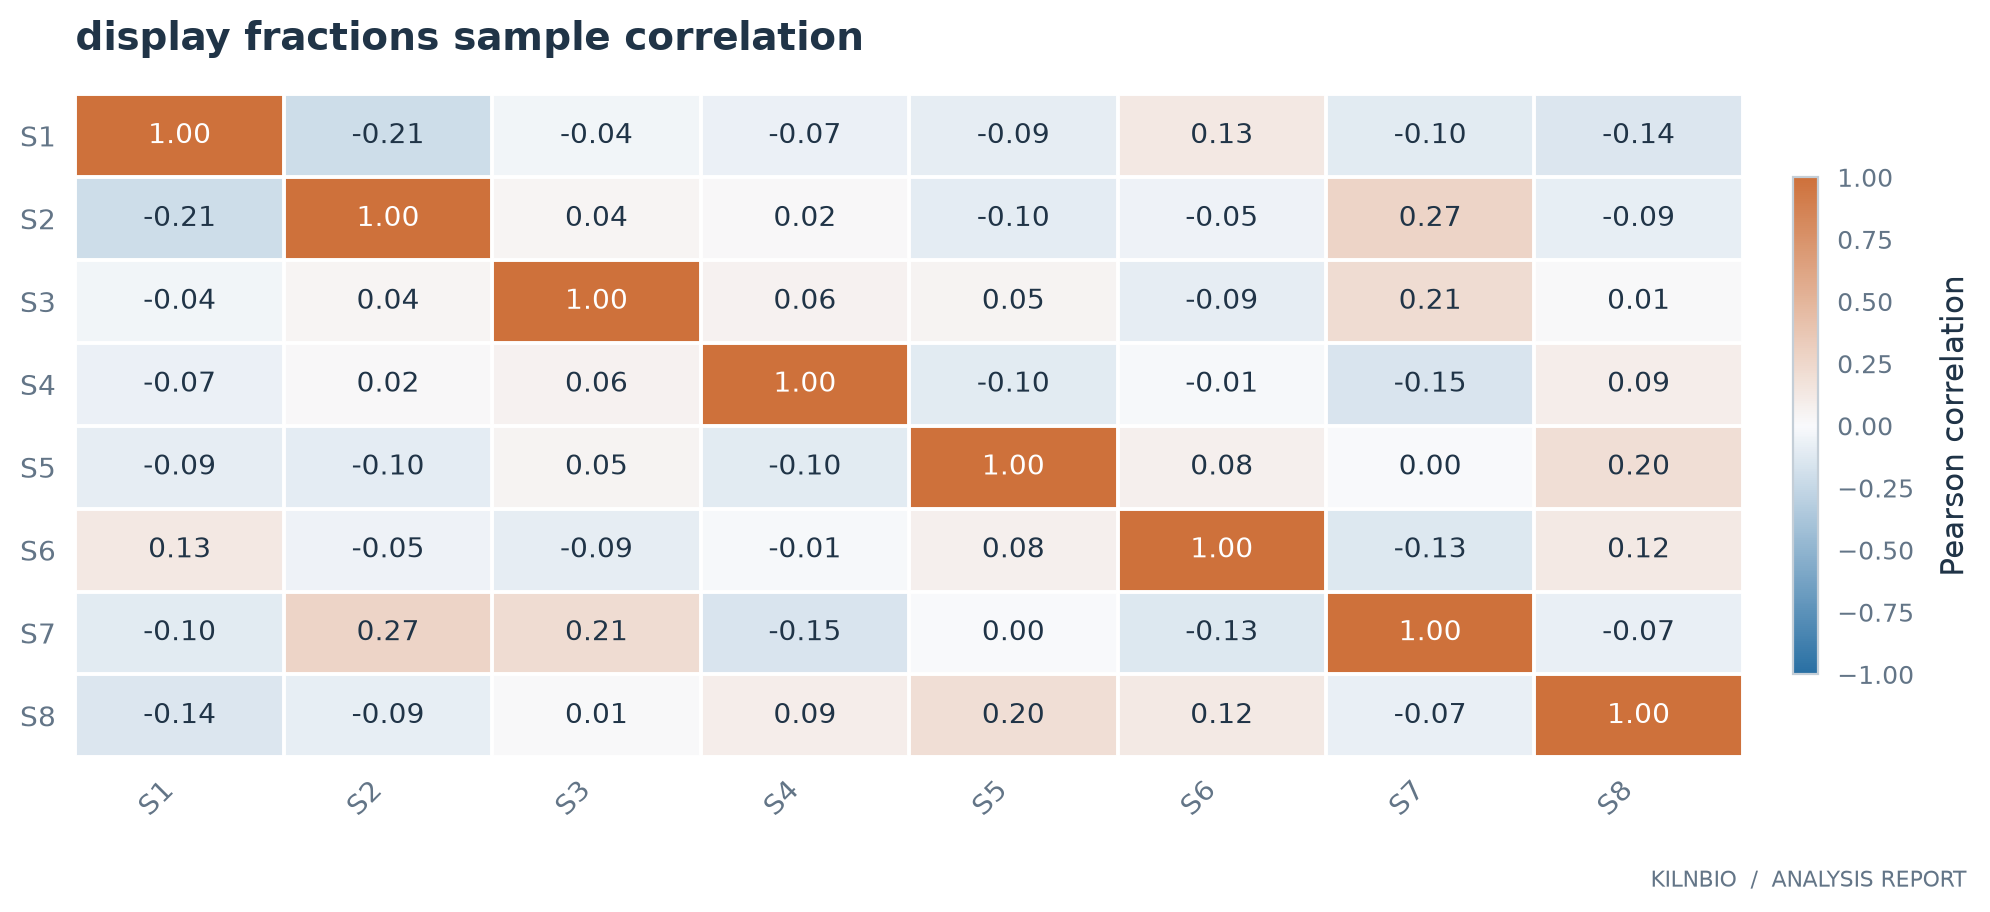 display fractions sample correlation
S1 1.00 -0.21 -0.04 -0.07 -0.09 0.13 -0.10 -0.14
S2 -0.21 1.00 0.04 0.02 -0.10 -0.05 0.27 -0.09
S3 -0.04 0.04 1.00 0.06 0.05 -0.09 0.21 0.01
S4 -0.07 0.02 0.06 1.00 -0.10 -0.01 -0.15 0.09
S5 -0.09 -0.10 0.05 -0.10 1.00 0.08 0.00 0.20
S6 0.13 -0.05 -0.09 -0.01 0.08 1.00 -0.13 0.12
S7 -0.10 0.27 0.21 -0.15 0.00 -0.13 1.00 -0.07
S8 -0.14 -0.09 0.01 0.09 0.20 0.12 -0.07 1.00
S1 S2 S3 S4 S5 S6 S7 S8
1.00
0.75
0.50
0.25
0.00
−0.25
−0.50
−0.75
−1.00
Pearson correlation
KILNBIO / ANALYSIS REPORT